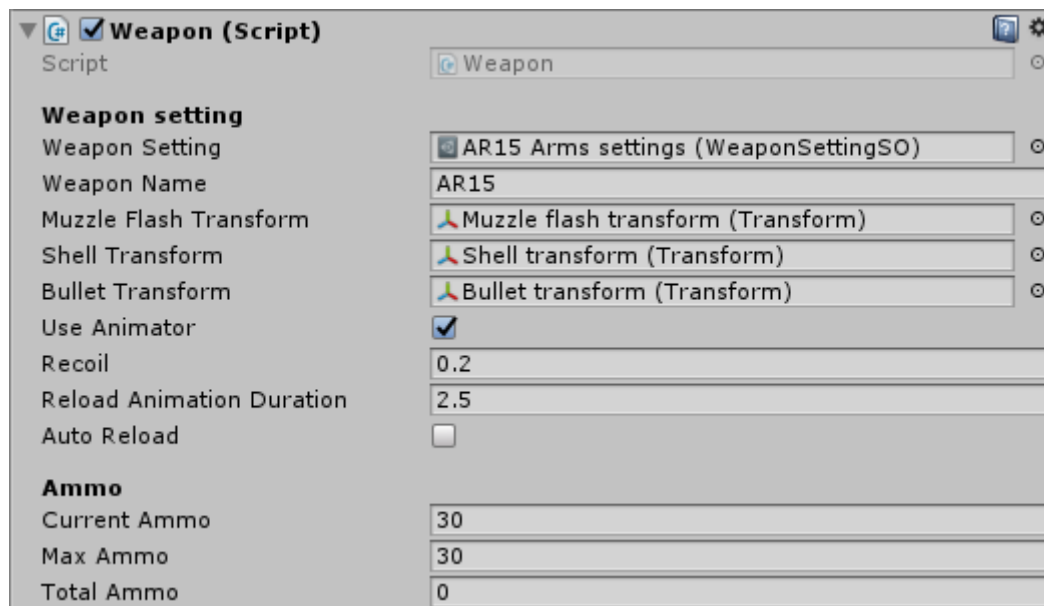 Weapon (Script)
Script Weapon
Weapon setting
Weapon Setting AR15 Arms settings (WeaponSettingSO)
Weapon Name AR15
Muzzle Flash Transform Muzzle flash transform (Transform)
Shell Transform Shell transform (Transform)
Bullet Transform Bullet transform (Transform)
Use Animator
Recoil 0.2
Reload Animation Duration 2.5
Auto Reload
Ammo
Current Ammo 30
Max Ammo 30
Total Ammo 0